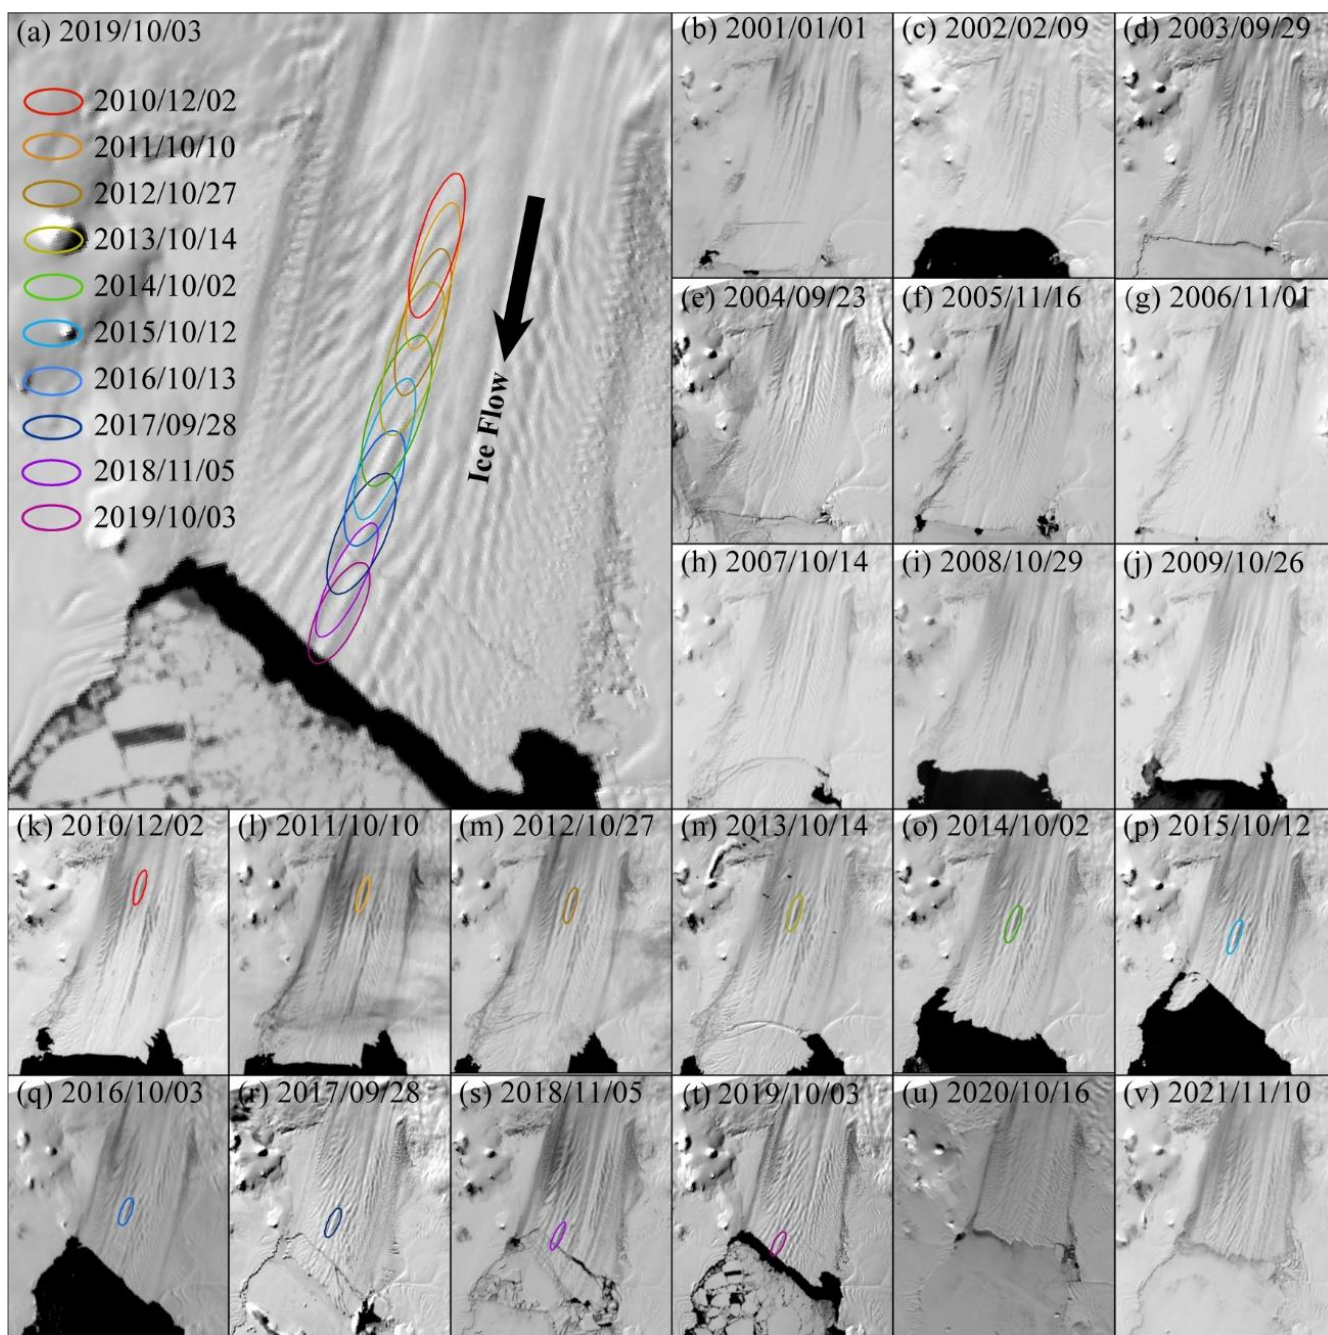 (a) 2019/10/03
2010/12/02
2011/10/10
2012/10/27
2013/10/14
2014/10/02
2015/10/12
2016/10/13
2017/09/28
2018/11/05
2019/10/03
Ice Flow
(b) 2001/01/01
(c) 2002/02/09
(d) 2003/09/29
(e) 2004/09/23
(f) 2005/11/16
(g) 2006/11/01
(h) 2007/10/14
(i) 2008/10/29
(j) 2009/10/26
(k) 2010/12/02
(l) 2011/10/10
(m) 2012/10/27
(n) 2013/10/14
(o) 2014/10/02
(p) 2015/10/12
(q) 2016/10/03
(r) 2017/09/28
(s) 2018/11/05
(t) 2019/10/03
(u) 2020/10/16
(v) 2021/11/10